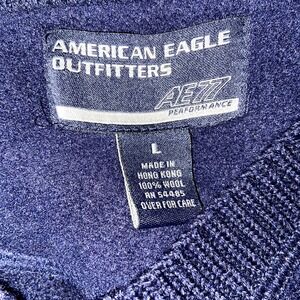 AMERICAN EAGLE
OUTFITTERS
AE77
PERFORMANCE
L
MADE IN
HONG KONG
100% WOOL
RN 54485
OVER FOR CARE